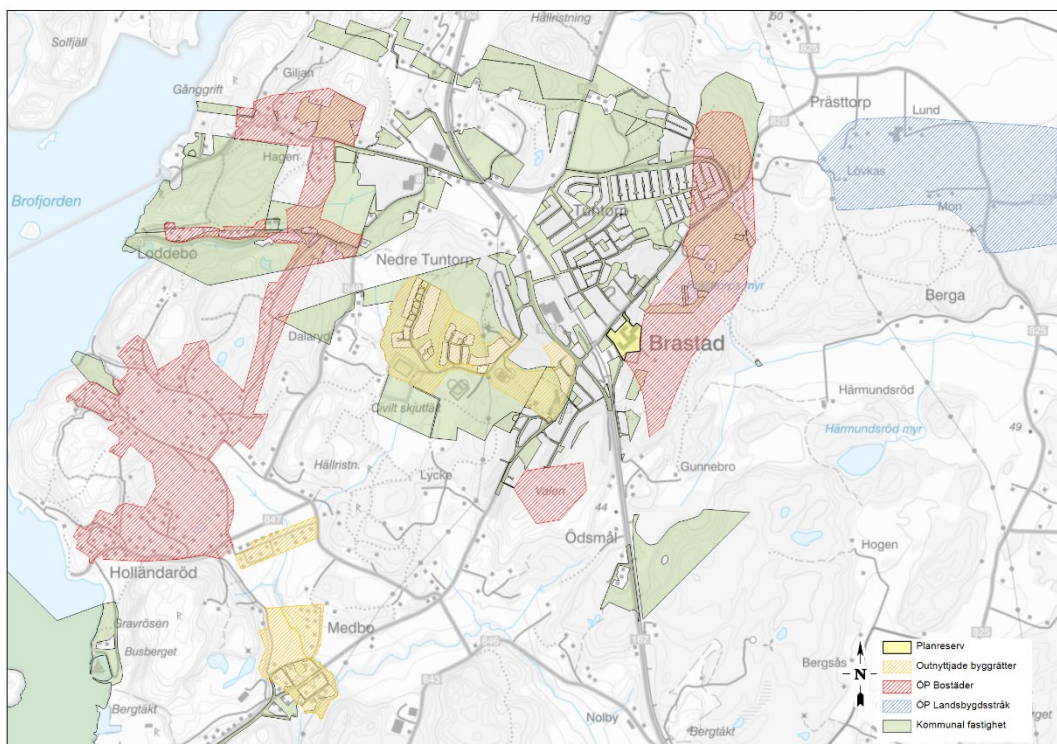 Hällristning
50
Solfjäll
162
825
Gånggrift
R
Giljan
Prästtorp
Lund
Hagen
Lövkas
Brofjorden
Tuntorp
Mon
Loddebo
Nedre Tuntorp
Berga
Dalaryd
Brastad
825
Civilt skjutfält
Härmundsröd
Härmundsröd myr
49
Hällristn.
Lycke
Gunnebro
Valen
44
847
Ödsmål
Hogen
Holländaröd
Gravrösen
R
Medbo
Busberget
846
162
825
Bergsås
843
Bergtäkt
Nolby
Bergtäkt
N
Planreserv
Outnyttjade byggrätter
ÖP Bostäder
ÖP Landsbygdsstråk
Kommunal fastighet